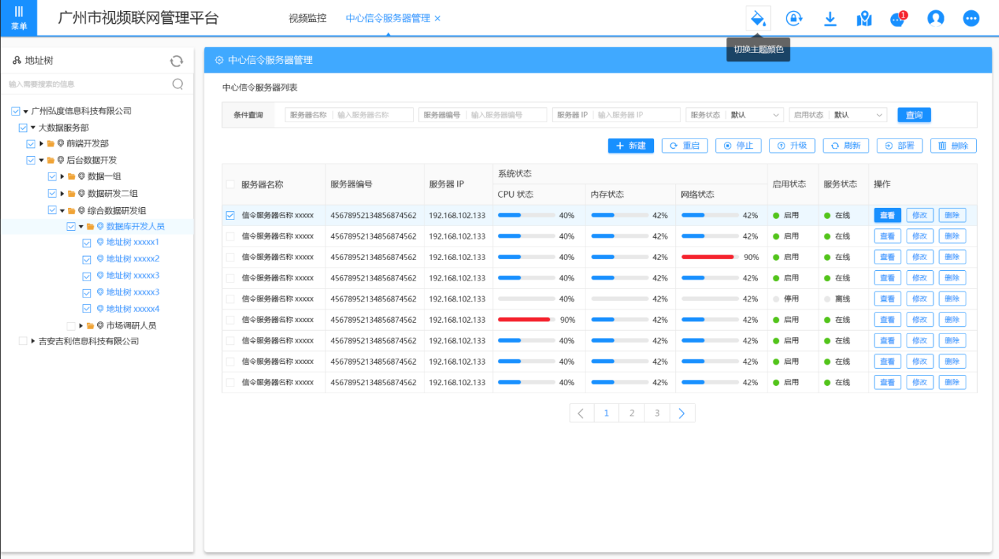 菜单
广州市视频联网管理平台
视频监控
中心信令服务器管理 ×
1
切换主题颜色
地址树
输入需要搜索的信息
广州弘度信息科技有限公司
大数据服务部
前端开发部
后台数据开发
数据一组
数据研发二组
综合数据研发组
数据库开发人员
地址树 xxxxx1
地址树 xxxxx2
地址树 xxxxx3
地址树 xxxxx3
地址树 xxxxx4
市场调研人员
吉安吉利信息科技有限公司
中心信令服务器管理
中心信令服务器列表
条件查询 服务器名称 输入服务器名称 服务器编号 输入服务器编号 服务器 IP 输入服务器 IP 服务状态 默认 启用状态 默认 查询
新建 重启 停止 升级 刷新 部署 删除
服务器名称 服务器编号 服务器 IP 系统状态 启用状态 服务状态 操作
CPU 状态 内存状态 网络状态
信令服务器名称 xxxxx 45678952134856874562 192.168.102.133 40% 42% 42% 启用 在线 查看 修改 删除
信令服务器名称 xxxxx 45678952134856874562 192.168.102.133 40% 42% 42% 启用 在线 查看 修改 删除
信令服务器名称 xxxxx 45678952134856874562 192.168.102.133 40% 42% 90% 启用 在线 查看 修改 删除
信令服务器名称 xxxxx 45678952134856874562 192.168.102.133 40% 42% 42% 启用 在线 查看 修改 删除
信令服务器名称 xxxxx 45678952134856874562 192.168.102.133 40% 42% 42% 停用 离线 查看 修改 删除
信令服务器名称 xxxxx 45678952134856874562 192.168.102.133 90% 42% 42% 启用 在线 查看 修改 删除
信令服务器名称 xxxxx 45678952134856874562 192.168.102.133 40% 42% 42% 启用 在线 查看 修改 删除
信令服务器名称 xxxxx 45678952134856874562 192.168.102.133 40% 42% 42% 启用 在线 查看 修改 删除
信令服务器名称 xxxxx 45678952134856874562 192.168.102.133 40% 42% 42% 启用 在线 查看 修改 删除
1 2 3